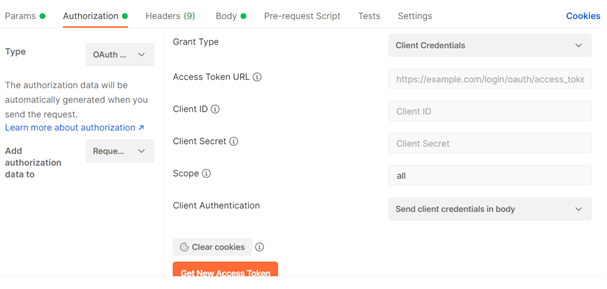 Params Authorization Headers (9) Body Pre-request Script Tests Settings Cookies
Type OAuth ...
The authorization data will be
automatically generated when you
send the request.
Learn more about authorization ↗
Add
authorization
data to
Reque...
Grant Type Client Credentials
Access Token URL https://example.com/login/oauth/access_toke
Client ID Client ID
Client Secret Client Secret
Scope all
Client Authentication Send client credentials in body
Clear cookies
Get New Access Token